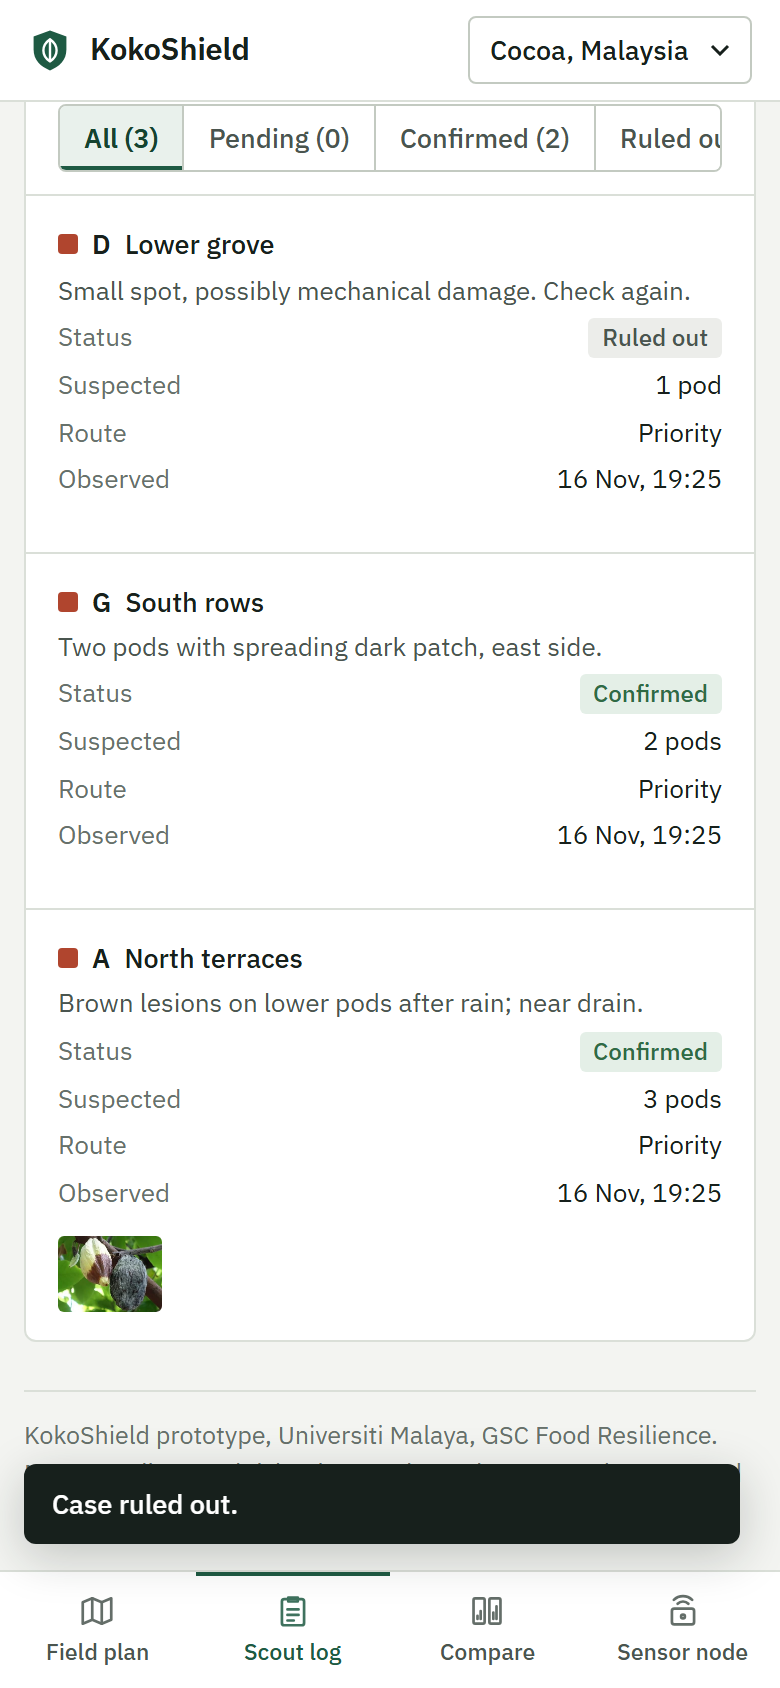 KokoShield
Cocoa, Malaysia
All (3)
Pending (0)
Confirmed (2)
Ruled
D Lower grove
Small spot, possibly mechanical damage. Check again.
Status Ruled out
Suspected 1 pod
Route Priority
Observed 16 Nov, 19:25
G South rows
Two pods with spreading dark patch, east side.
Status Confirmed
Suspected 2 pods
Route Priority
Observed 16 Nov, 19:25
A North terraces
Brown lesions on lower pods after rain; near drain.
Status Confirmed
Suspected 3 pods
Route Priority
Observed 16 Nov, 19:25
KokoShield prototype, Universiti Malaya, GSC Food Resilience.
Case ruled out.
Field plan
Scout log
Compare
Sensor node